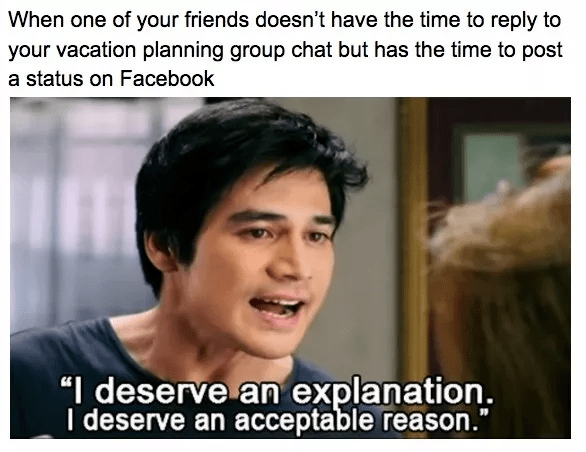 When one of your friends doesn’t have the time to reply to
your vacation planning group chat but has the time to post
a status on Facebook
“I deserve an explanation.
I deserve an acceptable reason.”